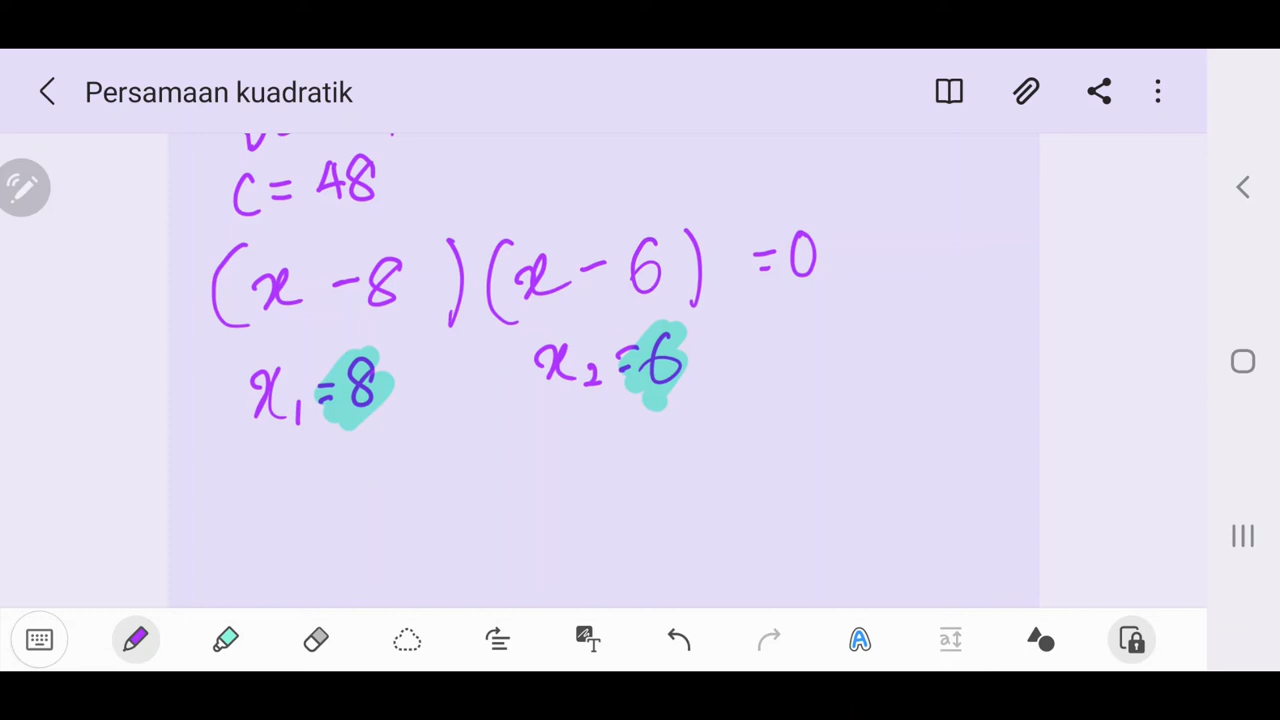 Persamaan kuadratik
c = 48
(x - 8)(x - 6) = 0
x₁ = 8 x₂ = 6